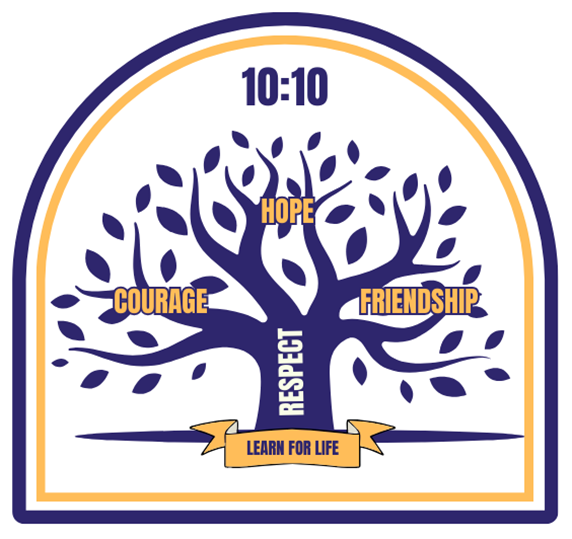 10:10
HOPE
COURAGE
FRIENDSHIP
RESPECT
LEARN FOR LIFE